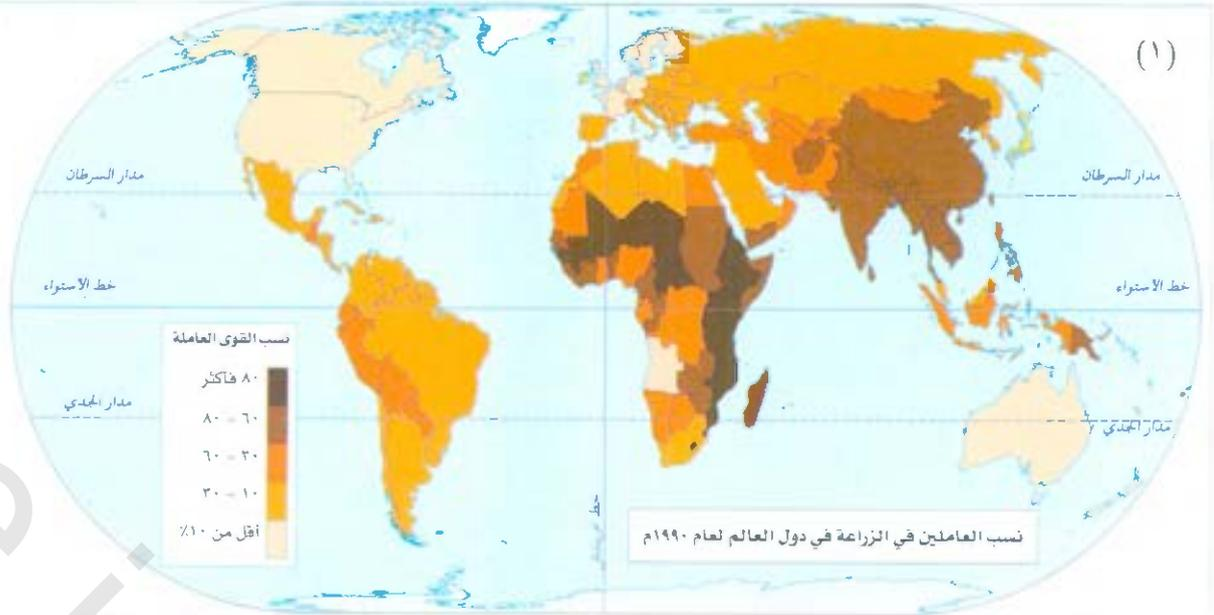 (١)
مدار السرطان
مدار السرطان
خط الاستواء
خط الاستواء
مدار الجدي
مدار الجدي
نسب القوى العاملة
٨٠ فأكثر
٦٠ - ٨٠
٣٠ - ٦٠
١٠ - ٣٠
أقل من ١٠٪
خط
نسب العاملين في الزراعة في دول العالم لعام ١٩٩٠م